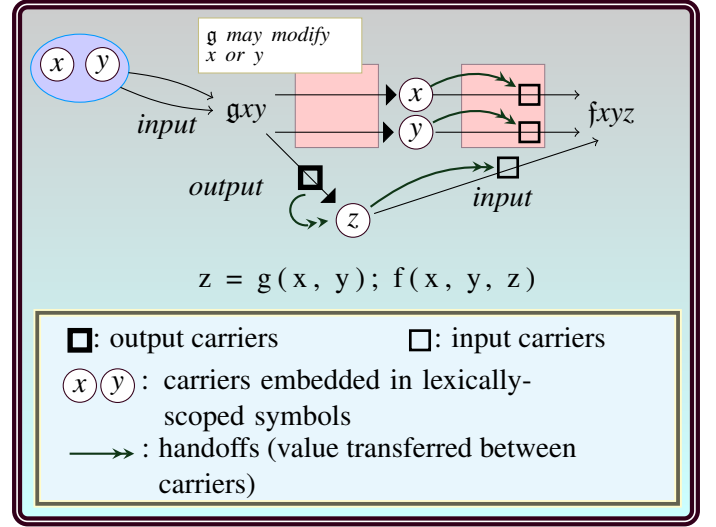 𝔤 may modify
x or y
x y
input
𝔤xy
x
y
𝔣xyz
output
input
z
z = g(x, y); f(x, y, z)
: output carriers
: input carriers
x y : carriers embedded in lexically-
scoped symbols
: handoffs (value transferred between
carriers)